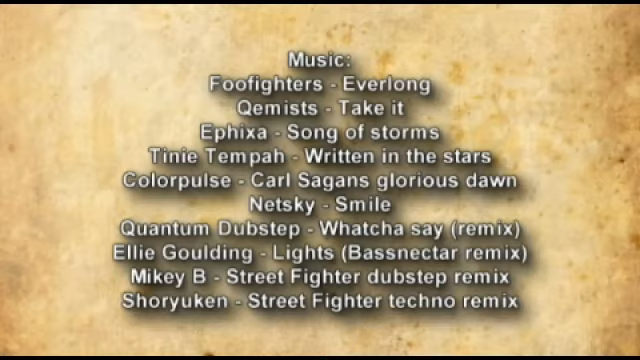 Music:
Foofighters - Everlong
Qemists - Take it
Ephixa - Song of storms
Tinie Tempah - Written in the stars
Colorpulse - Carl Sagans glorious dawn
Netsky - Smile
Quantum Dubstep - Whatcha say (remix)
Ellie Goulding - Lights (Bassnectar remix)
Mikey B - Street Fighter dubstep remix
Shoryuken - Street Fighter techno remix